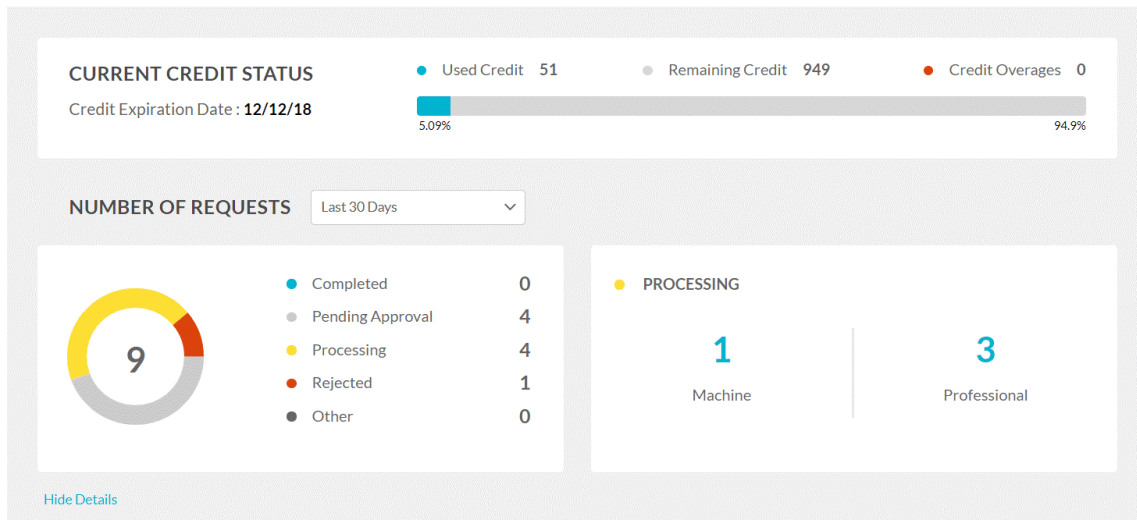 CURRENT CREDIT STATUS
Credit Expiration Date : 12/12/18
Used Credit 51
Remaining Credit 949
Credit Overages 0
5.09%
94.9%
NUMBER OF REQUESTS
Last 30 Days
9
Completed 0
Pending Approval 4
Processing 4
Rejected 1
Other 0
PROCESSING
1
Machine
3
Professional
Hide Details